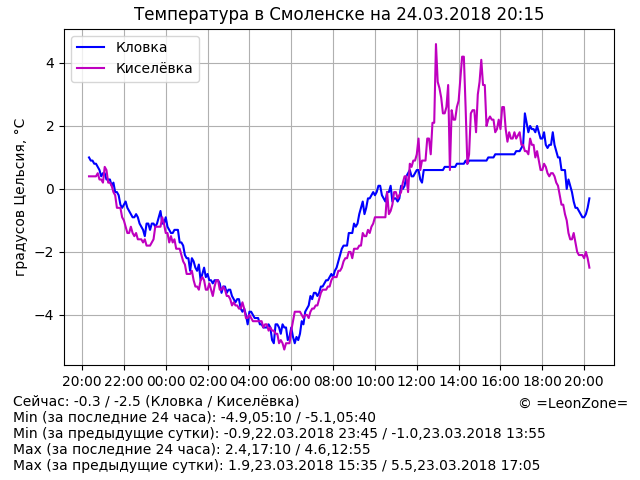 Температура в Смоленске на 24.03.2018 20:15
Кловка
Киселёвка
градусов Цельсия, °C
4
2
0
−2
−4
20:00 22:00 00:00 02:00 04:00 06:00 08:00 10:00 12:00 14:00 16:00 18:00 20:00
Сейчас: -0.3 / -2.5 (Кловка / Киселёвка)
© =LeonZone=
Min (за последние 24 часа): -4.9,05:10 / -5.1,05:40
Min (за предыдущие сутки): -0.9,22.03.2018 23:45 / -1.0,23.03.2018 13:55
Max (за последние 24 часа): 2.4,17:10 / 4.6,12:55
Max (за предыдущие сутки): 1.9,23.03.2018 15:35 / 5.5,23.03.2018 17:05